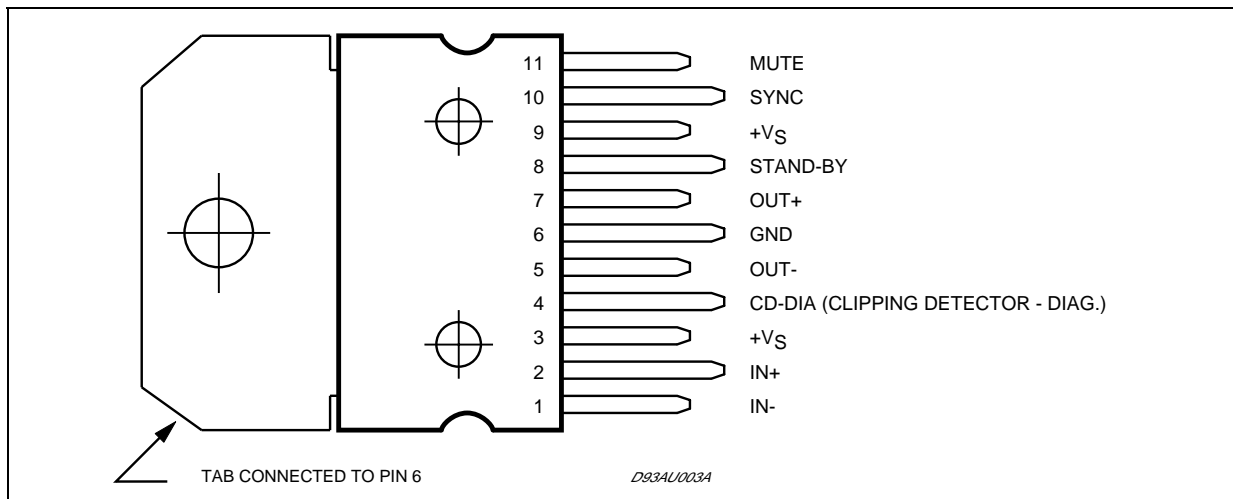 11 MUTE
10 SYNC
9 +VS
8 STAND-BY
7 OUT+
6 GND
5 OUT-
4 CD-DIA (CLIPPING DETECTOR - DIAG.)
3 +VS
2 IN+
1 IN-
TAB CONNECTED TO PIN 6
D93AU003A